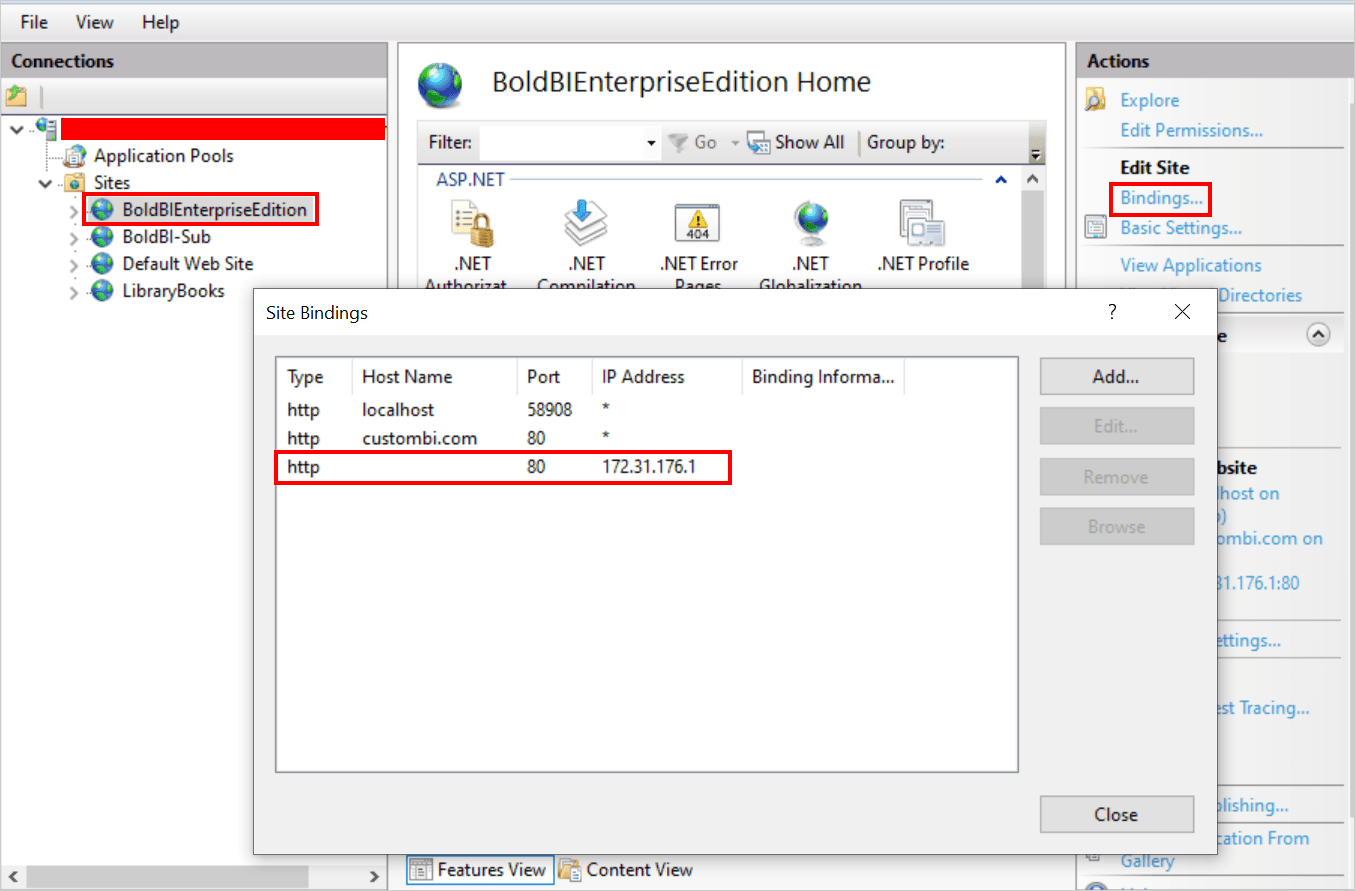 File View Help
Connections
Application Pools
Sites
BoldBIEnterpriseEdition
BoldBI-Sub
Default Web Site
LibraryBooks
BoldBIEnterpriseEdition Home
Filter: Go Show All Group by:
ASP.NET
.NET
Authorizat
.NET
Compilation
.NET Error
Pages
.NET
Globalization
.NET Profile
Actions
Explore
Edit Permissions...
Edit Site
Bindings...
Basic Settings...
View Applications
Directories
Site Bindings ?
Type Host Name Port IP Address Binding Informa...
http localhost 58908 *
http custombi.com 80 *
http 80 172.31.176.1
Add...
Edit...
Remove
Browse
Close
e
bsite
lhost on
)
ombi.com on
31.176.1:80
ettings...
est Tracing...
blishing...
cation From
Gallery
Features View Content View